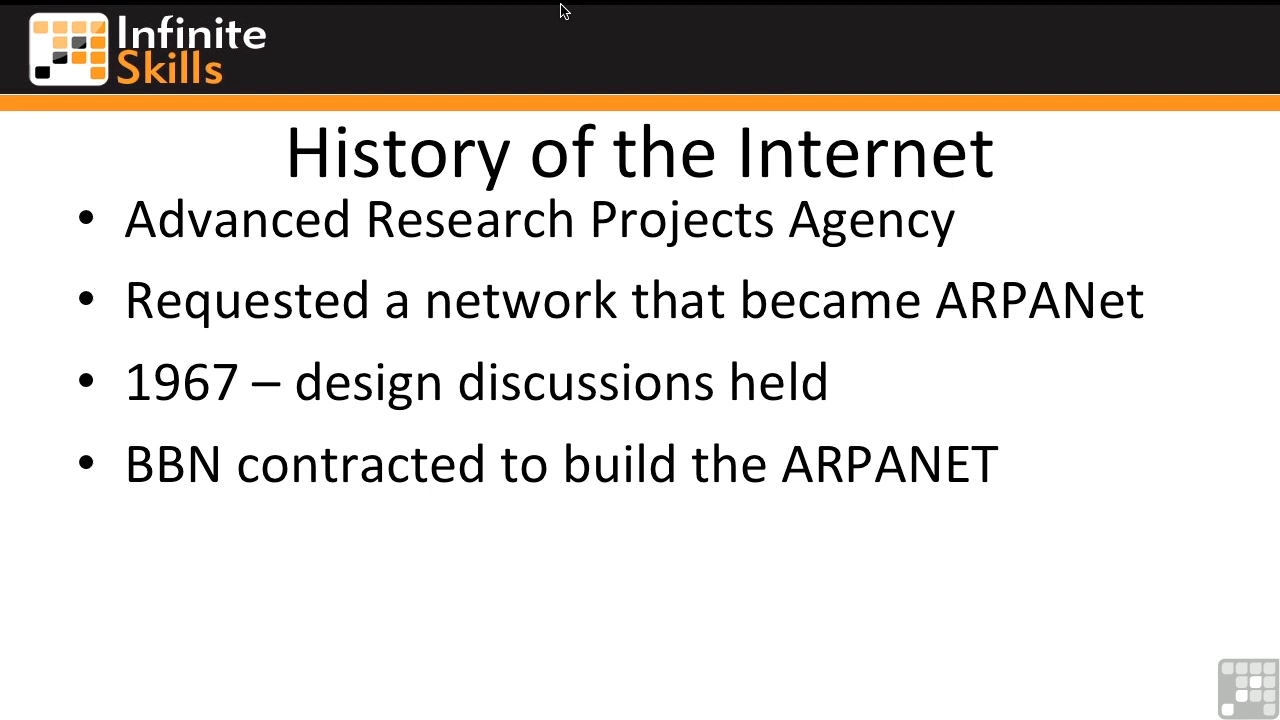 Infinite
Skills
History of the Internet
• Advanced Research Projects Agency
• Requested a network that became ARPANet
• 1967 – design discussions held
• BBN contracted to build the ARPANET